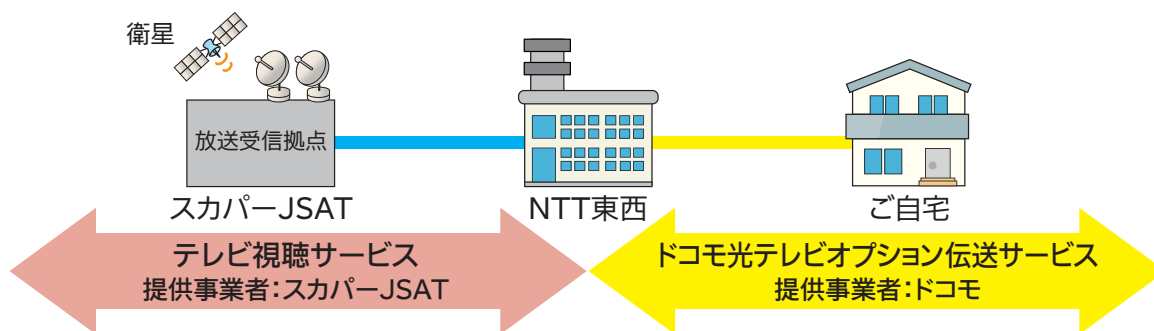 衛星
放送受信拠点
スカパーJSAT
NTT東西
ご自宅
テレビ視聴サービス
提供事業者:スカパーJSAT
ドコモ光テレビオプション伝送サービス
提供事業者:ドコモ